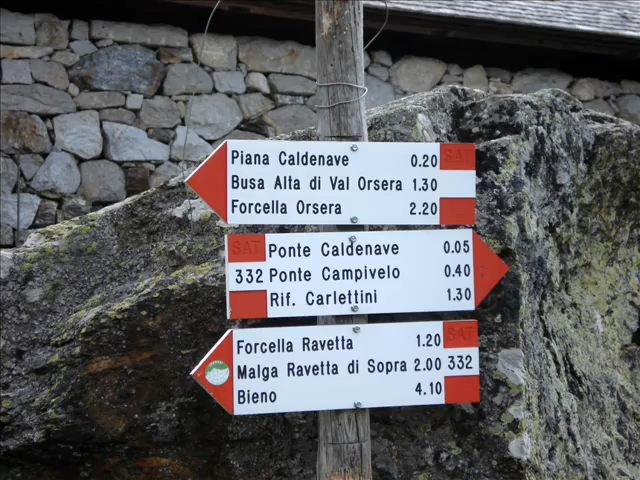 Piana Caldenave 0.20 SAT
Busa Alta di Val Orsera 1.30
Forcella Orsera 2.20
SAT Ponte Caldenave 0.05
332 Ponte Campivelo 0.40
Rif. Carlettini 1.30
Forcella Ravetta 1.20 SAT
Malga Ravetta di Sopra 2.00 332
Bieno 4.10